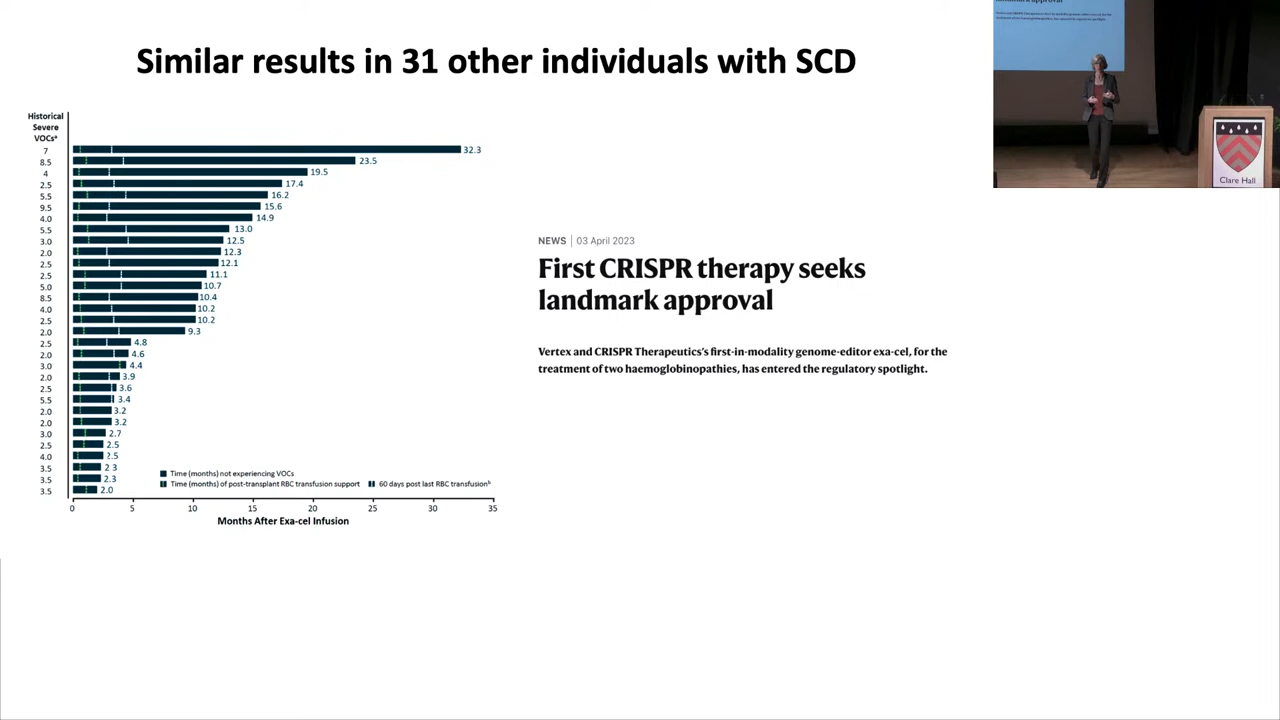 Similar results in 31 other individuals with SCD
Historical
Severe
VOCsᵃ
7 32.3
8.5 23.5
4 19.5
2.5 17.4
5.5 16.2
9.5 15.6
4.0 14.9
5.5 13.0
3.0 12.5
2.0 12.3
2.5 12.1
2.5 11.1
5.0 10.7
8.5 10.4
4.0 10.2
2.5 10.2
2.0 9.3
2.5 4.8
2.0 4.6
3.0 4.4
2.0 3.9
2.5 3.6
5.5 3.4
2.0 3.2
2.0 3.2
3.0 2.7
2.5 2.5
4.0 2.5
3.5 2.3
3.5 2.3
3.5 2.0
Time (months) not experiencing VOCs
Time (months) of post-transplant RBC transfusion support
60 days post last RBC transfusionᵇ
0 5 10 15 20 25 30 35
Months After Exa-cel Infusion
NEWS | 03 April 2023
First CRISPR therapy seeks
landmark approval
Vertex and CRISPR Therapeutics's first-in-modality genome-editor exa-cel, for the
treatment of two haemoglobinopathies, has entered the regulatory spotlight.
landmark approval
Clare Hall